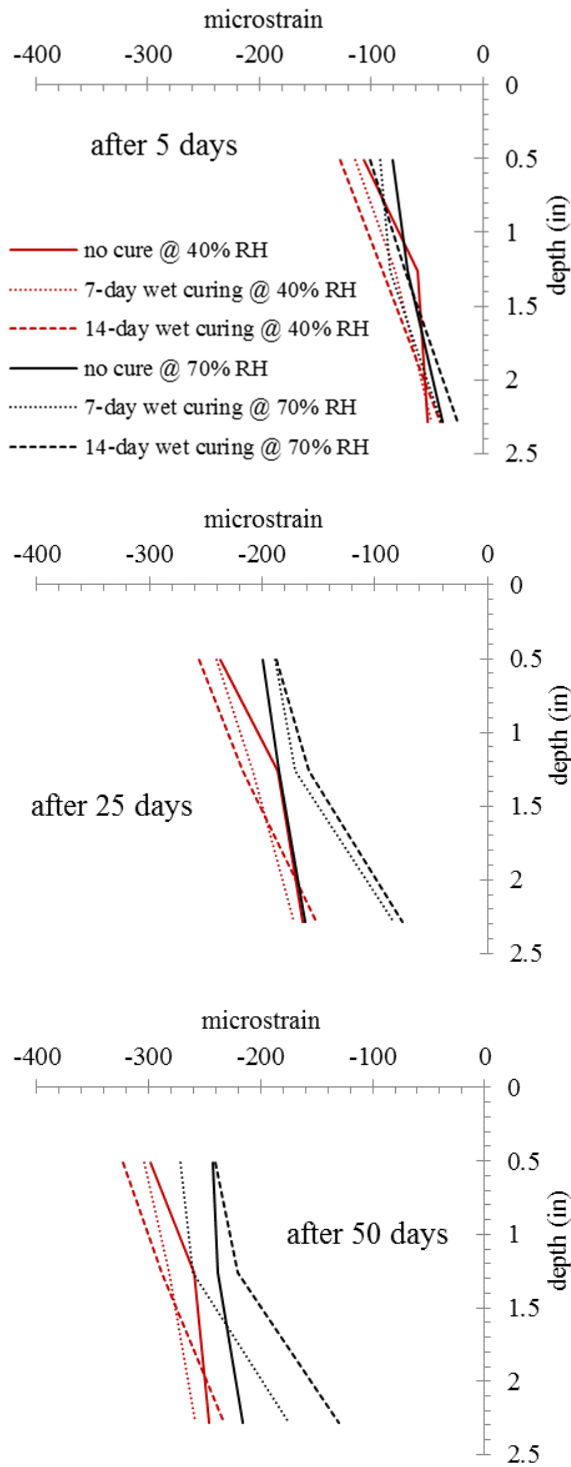 microstrain
-400 -300 -200 -100 0
0
after 5 days
0.5
no cure @ 40% RH
1
7-day wet curing @ 40% RH
14-day wet curing @ 40% RH
1.5
no cure @ 70% RH
7-day wet curing @ 70% RH
2
14-day wet curing @ 70% RH
2.5
depth (in)
microstrain
-400 -300 -200 -100 0
0
0.5
1
after 25 days
1.5
2
2.5
depth (in)
microstrain
-400 -300 -200 -100 0
0
0.5
after 50 days
1
1.5
2
2.5
depth (in)